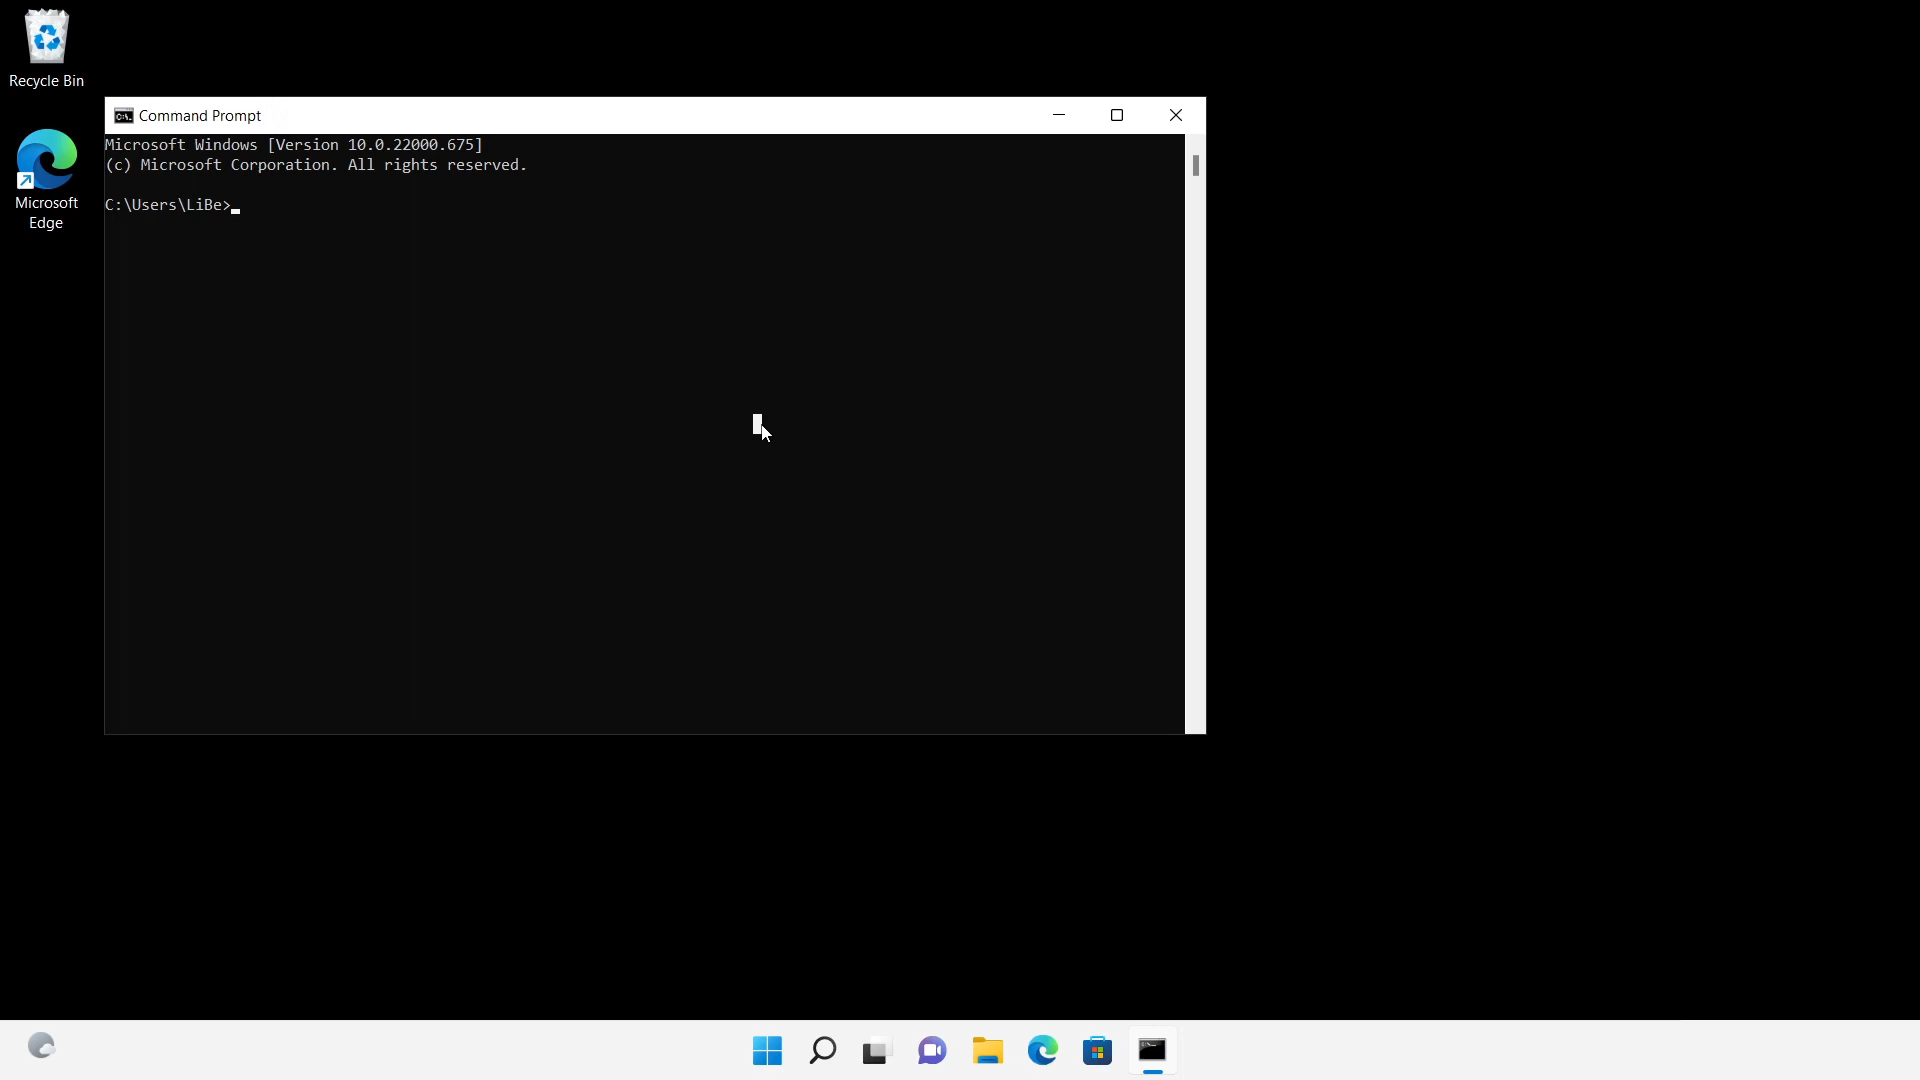 Recycle Bin
Microsoft
Edge
Command Prompt
Microsoft Windows [Version 10.0.22000.675]
(c) Microsoft Corporation. All rights reserved.
C:\Users\LiBe>